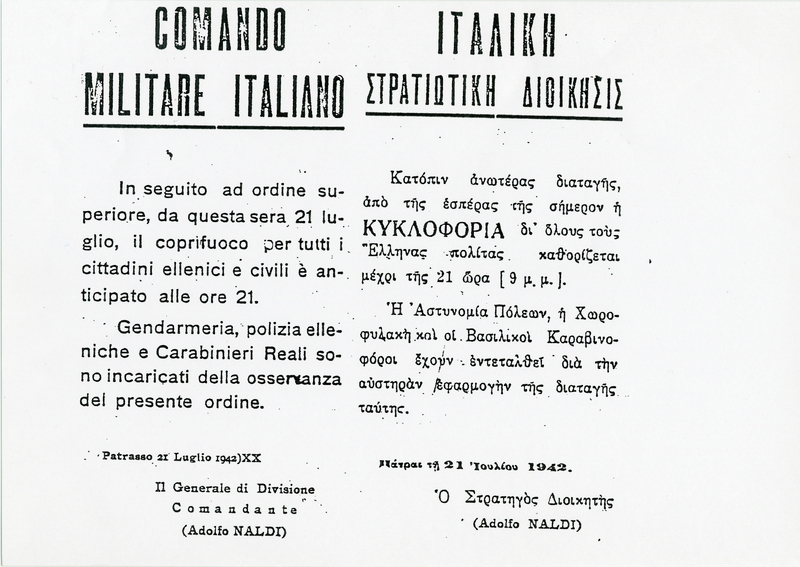 COMANDO
MILITARE ITALIANO
In seguito ad ordine su-
periore, da questa sera 21 lu-
glio, il coprifuoco per tutti i
cittadini ellenici e civili è an-
ticipato alle ore 21.
Gendarmeria, polizia elle-
niche e Carabinieri Reali so-
no incaricati della osservanza
del presente ordine.
Patrasso 21 Luglio 1942)XX
Il Generale di Divisione
Comandante
(Adolfo NALDI)
ΙΤΑΛΙΚΗ
ΣΤΡΑΤΙΩΤΙΚΗ ΔΙΟΙΚΗΣΙΣ
Κατόπιν ἀνωτέρας διαταγῆς,
ἀπὸ τῆς ἑσπέρας τῆς σήμερον ἡ
ΚΥΚΛΟΦΟΡΙΑ δι' ὅλους τοὺς
Ἕλληνας πολίτας καθορίζεται
μέχρι τῆς 21 ὥρα [ 9 μ. μ.].
Ἡ Ἀστυνομία Πόλεων, ἡ Χωρο-
φυλακὴ καὶ οἱ Βασιλικοὶ Καραβινο-
φόροι ἔχουν ἐντεταλθεῖ διὰ τὴν
αὐστηρὰν ἐφαρμογὴν τῆς διαταγῆς
ταύτης.
Πάτραι τῇ 21 Ἰουλίου 1942.
Ὁ Στρατηγὸς Διοικητὴς
(Adolfo NALDI)